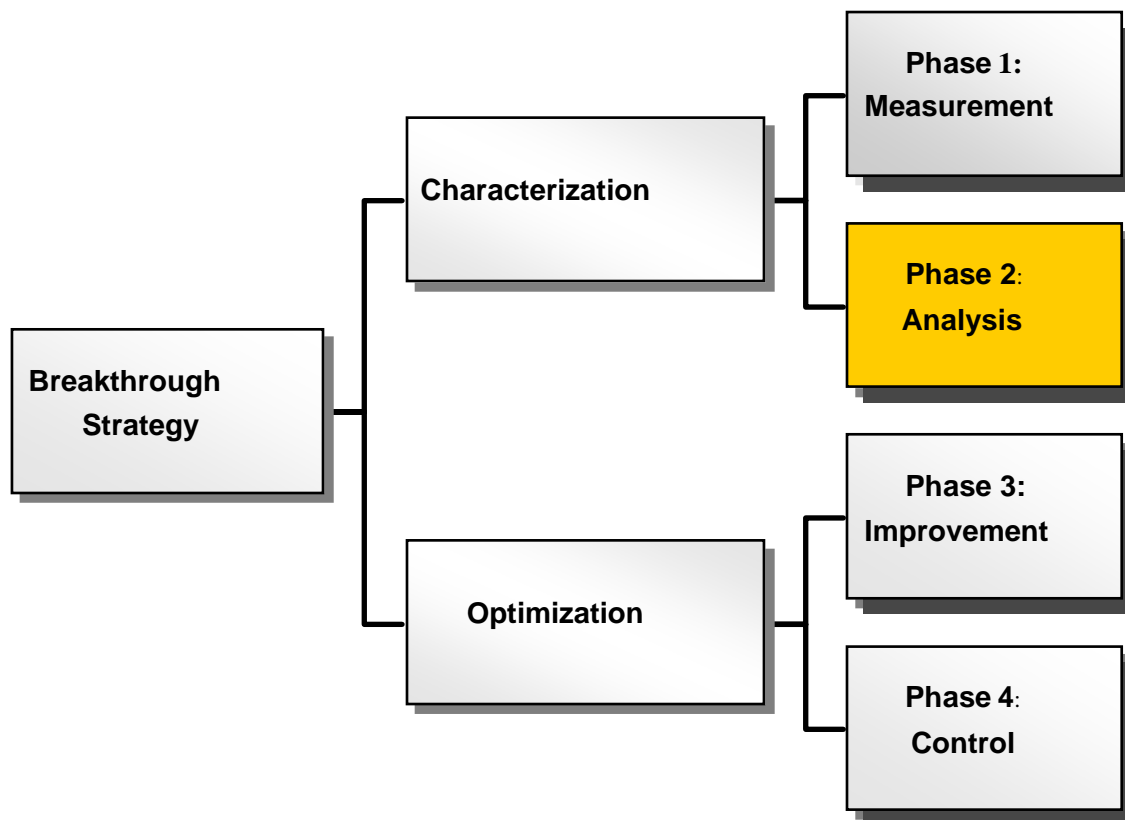 Breakthrough
Strategy
Characterization
Phase 1:
Measurement
Phase 2:
Analysis
Optimization
Phase 3:
Improvement
Phase 4:
Control